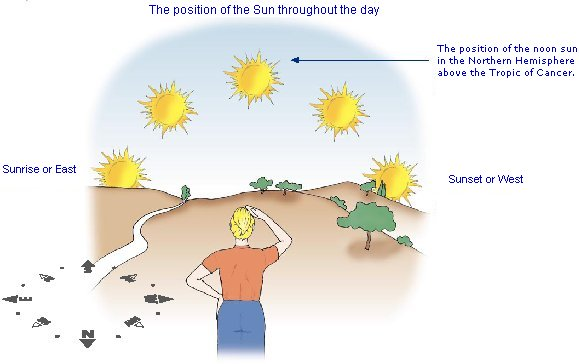 The position of the Sun throughout the day
The position of the noon sun
in the Northern Hemisphere
above the Tropic of Cancer.
Sunrise or East
Sunset or West
S
E
W
N